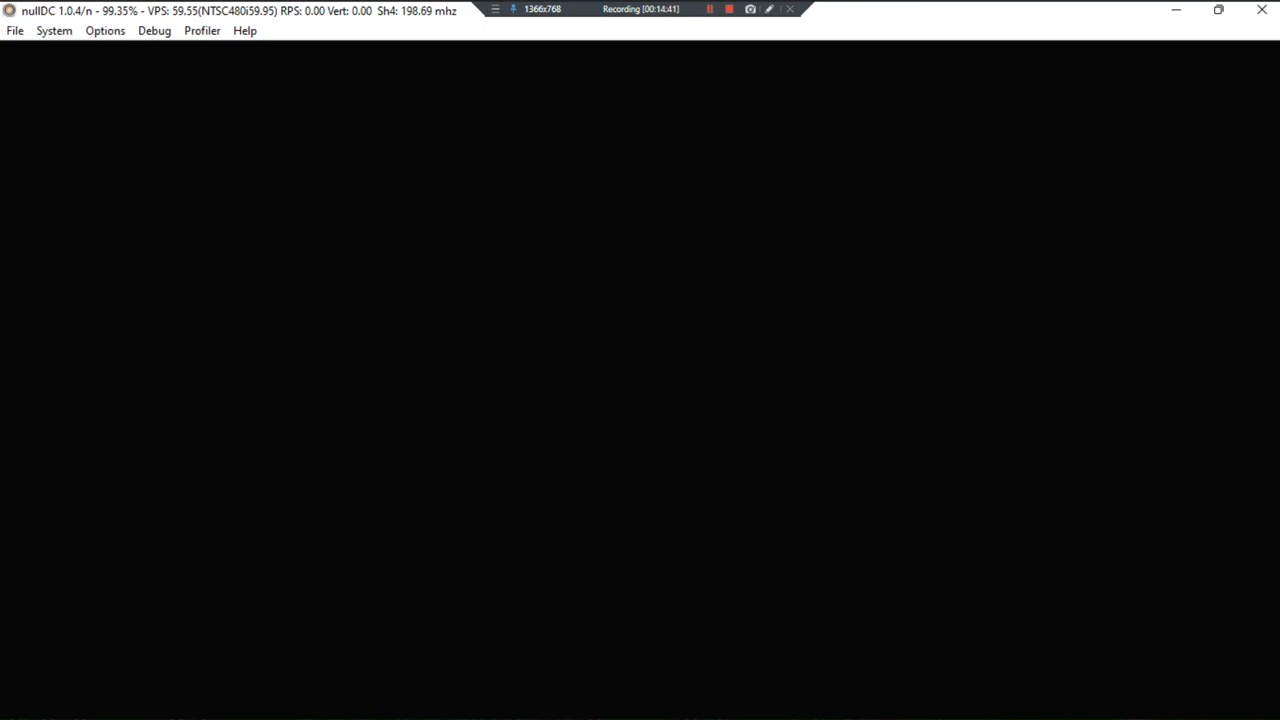 nullDC 1.0.4/n - 99.35% - VPS: 59.55(NTSC480i59.95) RPS: 0.00 Vert: 0.00 Sh4: 198.69 mhz
1366x768 Recording [00:14:41]
File System Options Debug Profiler Help